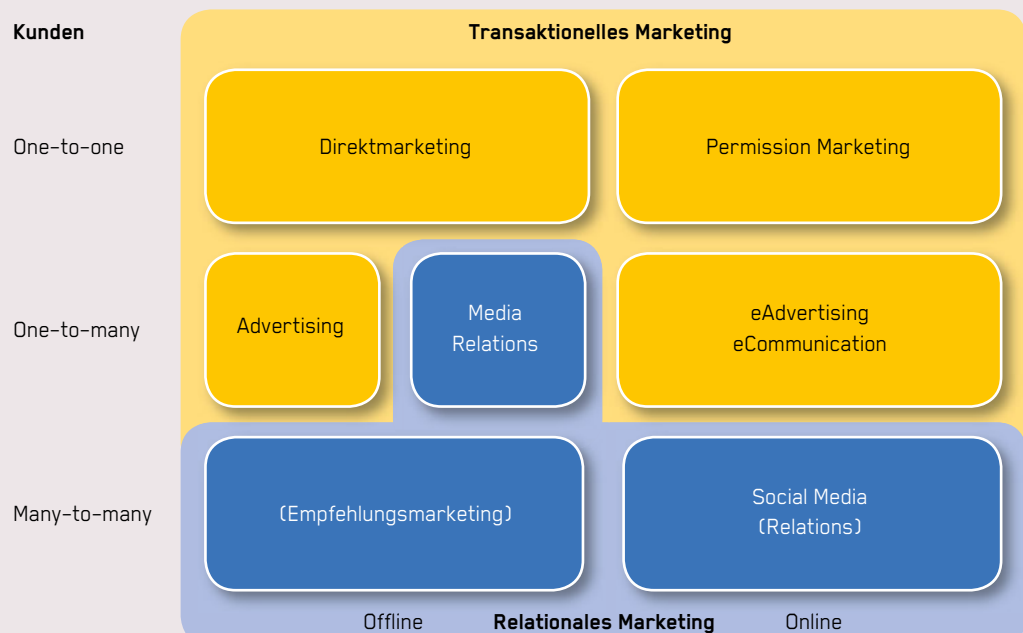 Kunden
Transaktionelles Marketing
One-to-one
Direktmarketing
Permission Marketing
One-to-many
Advertising
Media
Relations
eAdvertising
eCommunication
Many-to-many
(Empfehlungsmarketing)
Social Media
(Relations)
Offline
Relationales Marketing
Online